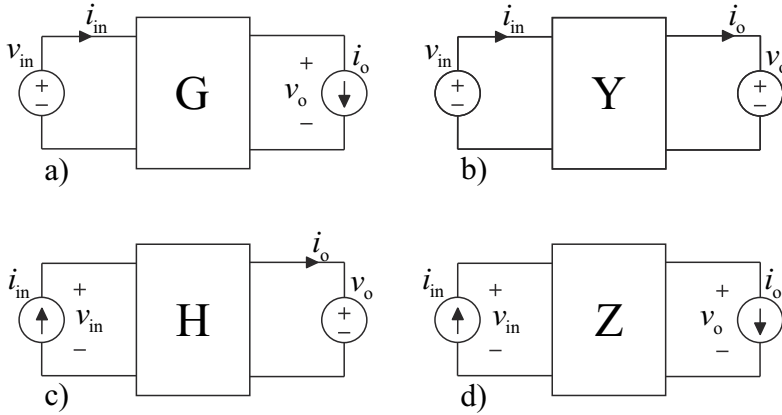 i_in i_o i_in i_o
v_in + − G + v_o − v_in + − Y v_o + −
a) b)
i_in + v_in − H i_o v_o + − i_in + v_in − Z + v_o − i_o
c) d)